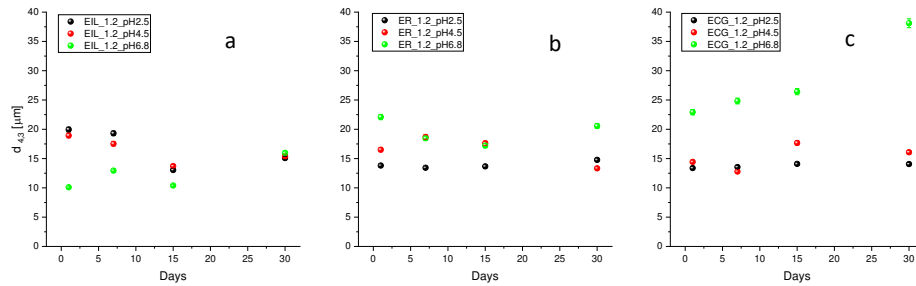 EIL_1.2_pH2.5
EIL_1.2_pH4.5
EIL_1.2_pH6.8
a
40
35
30
25
20
15
10
5
0
d 4,3 [μm]
0 5 10 15 20 25 30
Days
ER_1.2_pH2.5
ER_1.2_pH4.5
ER_1.2_pH6.8
b
40
35
30
25
20
15
10
5
0
0 5 10 15 20 25 30
Days
ECG_1.2_pH2.5
ECG_1.2_pH4.5
ECG_1.2_pH6.8
c
40
35
30
25
20
15
10
5
0
0 5 10 15 20 25 30
Days